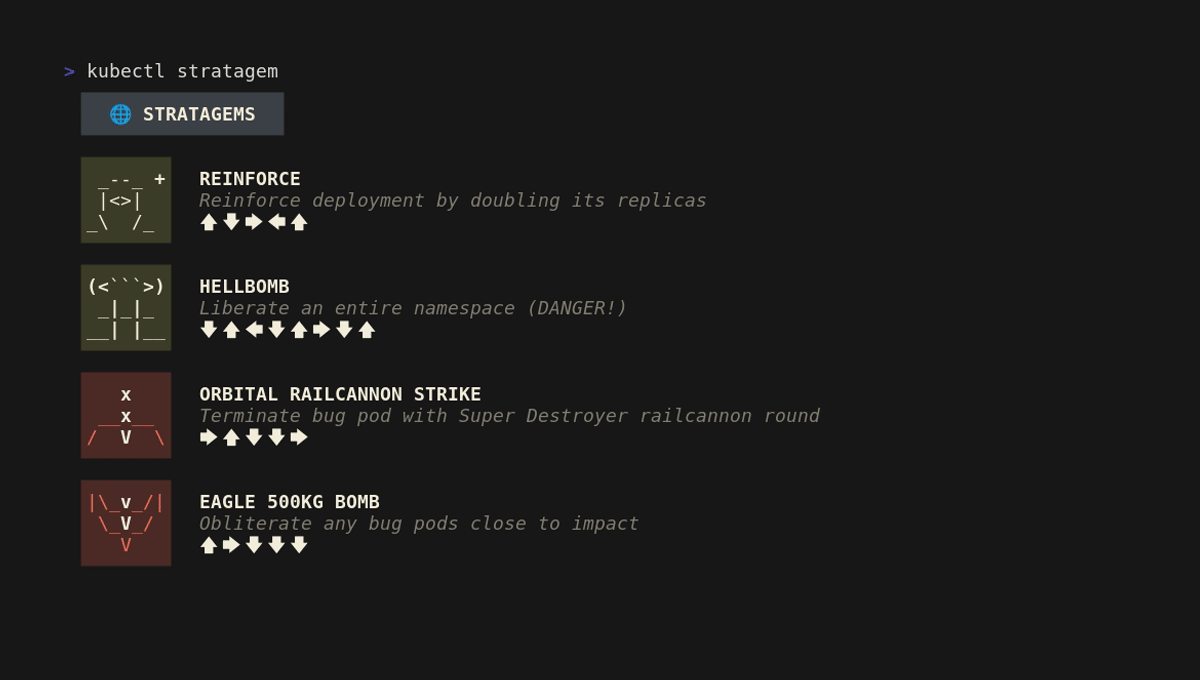 > kubectl stratagem
🌐 STRATAGEMS
_--_ +
REINFORCE
|<>|
Reinforce deployment by doubling its replicas
_\  /_
⬆⬇➡⬅⬆
(<```>)
HELLBOMB
_|_|_
Liberate an entire namespace (DANGER!)
__| |__
⬇⬆⬅⬇⬆➡⬇⬆
x
ORBITAL RAILCANNON STRIKE
__x__
Terminate bug pod with Super Destroyer railcannon round
/  V  \
➡⬆⬇⬇➡
|\_v_/|
EAGLE 500KG BOMB
\_V_/
Obliterate any bug pods close to impact
V
⬆➡⬇⬇⬇